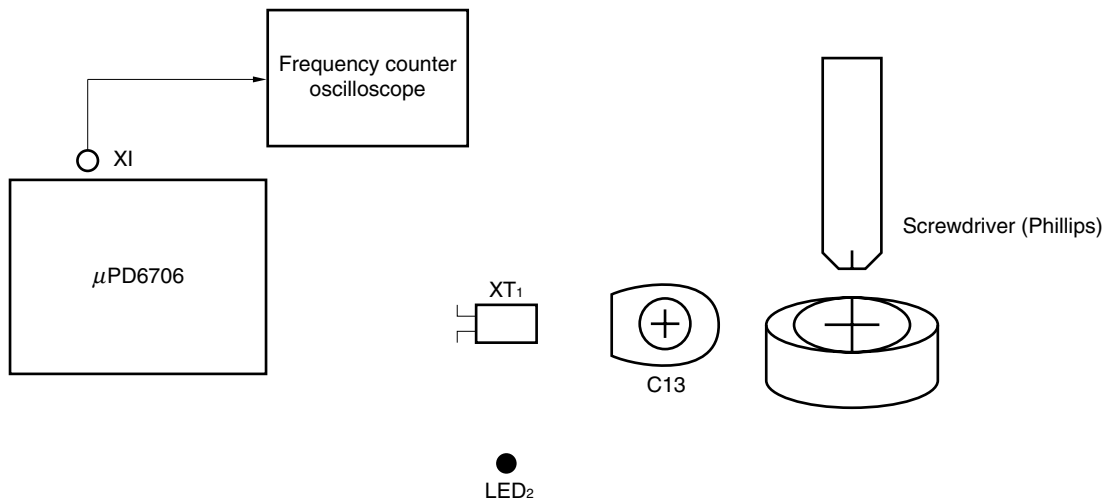 Frequency counter
oscilloscope
XI
μPD6706
Screwdriver (Phillips)
XT₁
C13
LED₂